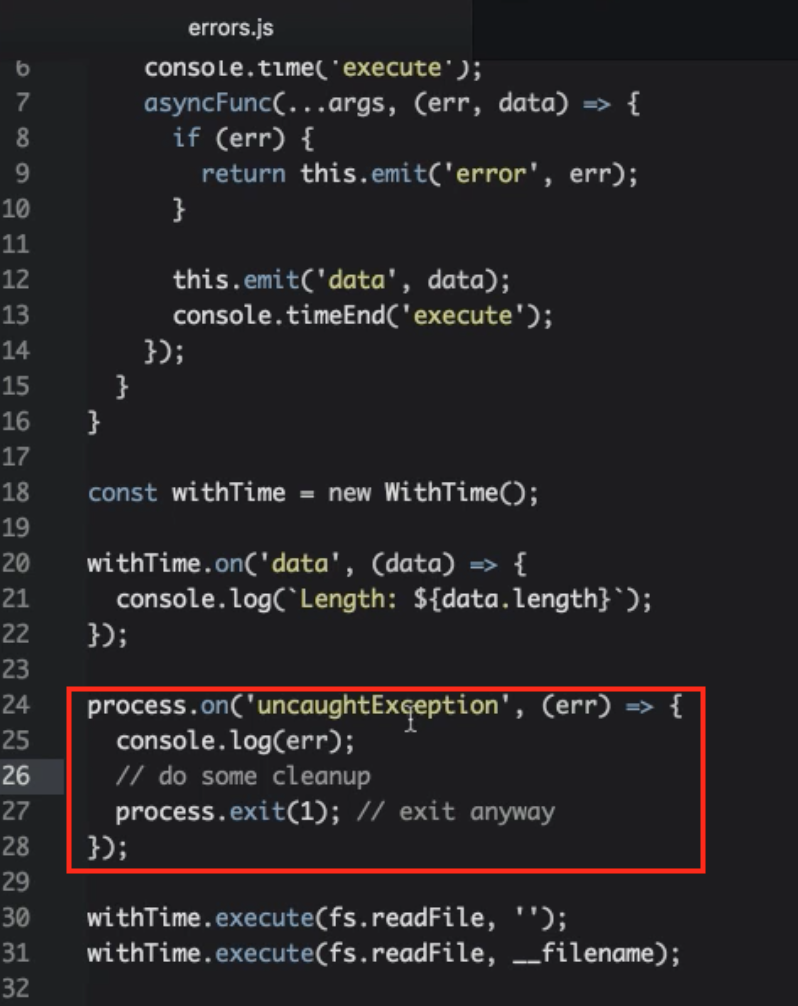 errors.js
6 console.time('execute');
7 asyncFunc(...args, (err, data) => {
8 if (err) {
9 return this.emit('error', err);
10 }
11
12 this.emit('data', data);
13 console.timeEnd('execute');
14 });
15 }
16 }
17
18 const withTime = new WithTime();
19
20 withTime.on('data', (data) => {
21 console.log(`Length: ${data.length}`);
22 });
23
24 process.on('uncaughtException', (err) => {
25 console.log(err);
26 // do some cleanup
27 process.exit(1); // exit anyway
28 });
29
30 withTime.execute(fs.readFile, '');
31 withTime.execute(fs.readFile, __filename);
32